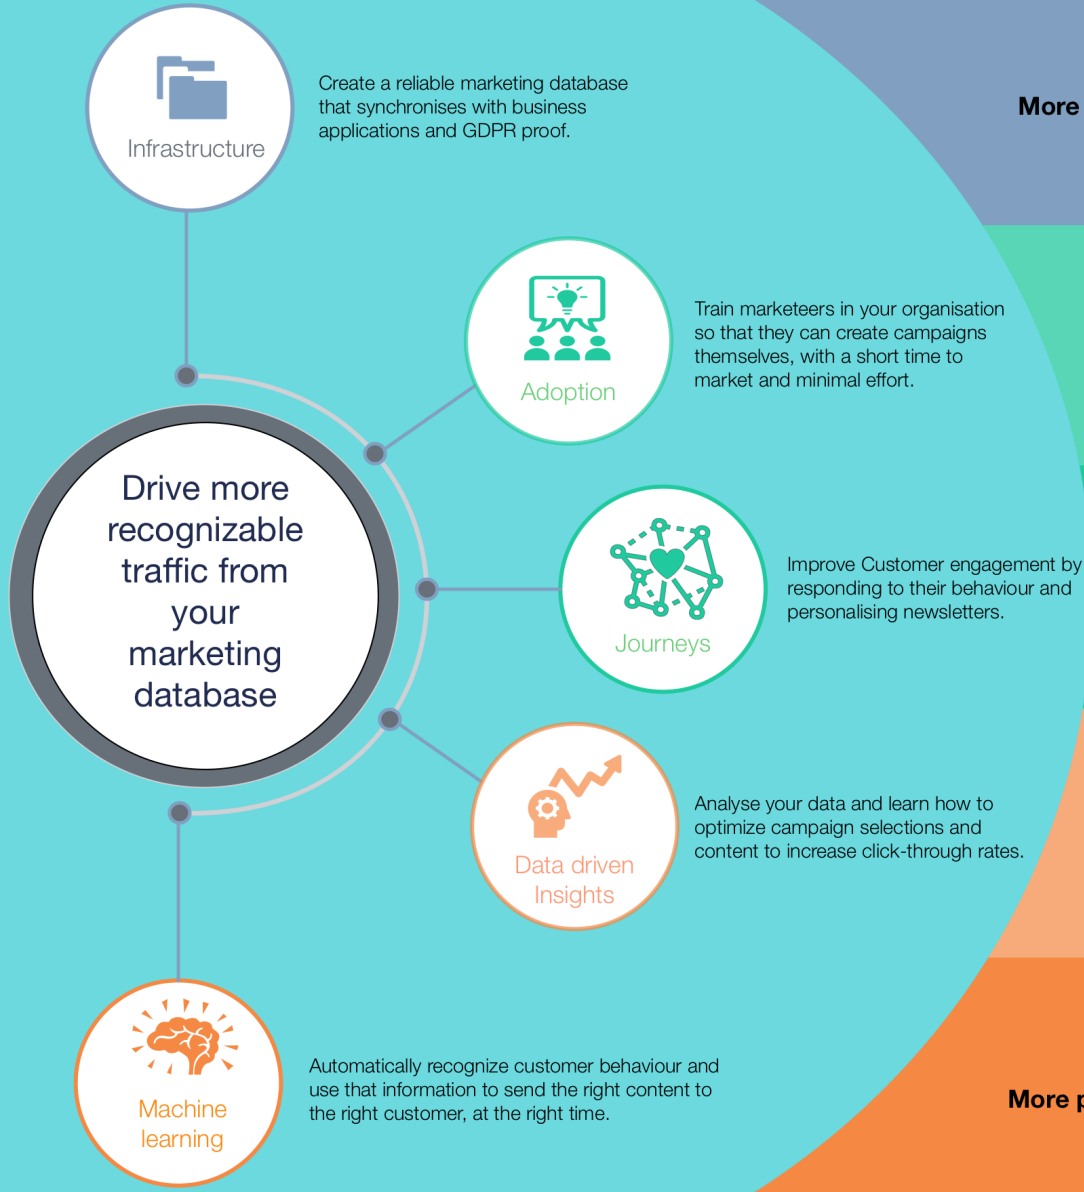 Create a reliable marketing database
that synchronises with business
applications and GDPR proof.
Infrastructure
More
Train marketeers in your organisation
so that they can create campaigns
themselves, with a short time to
market and minimal effort.
Adoption
Drive more
recognizable
traffic from
your
marketing
database
Improve Customer engagement by
responding to their behaviour and
personalising newsletters.
Journeys
Analyse your data and learn how to
optimize campaign selections and
content to increase click-through rates.
Data driven
Insights
Automatically recognize customer behaviour and
use that information to send the right content to
the right customer, at the right time.
Machine
learning
More p